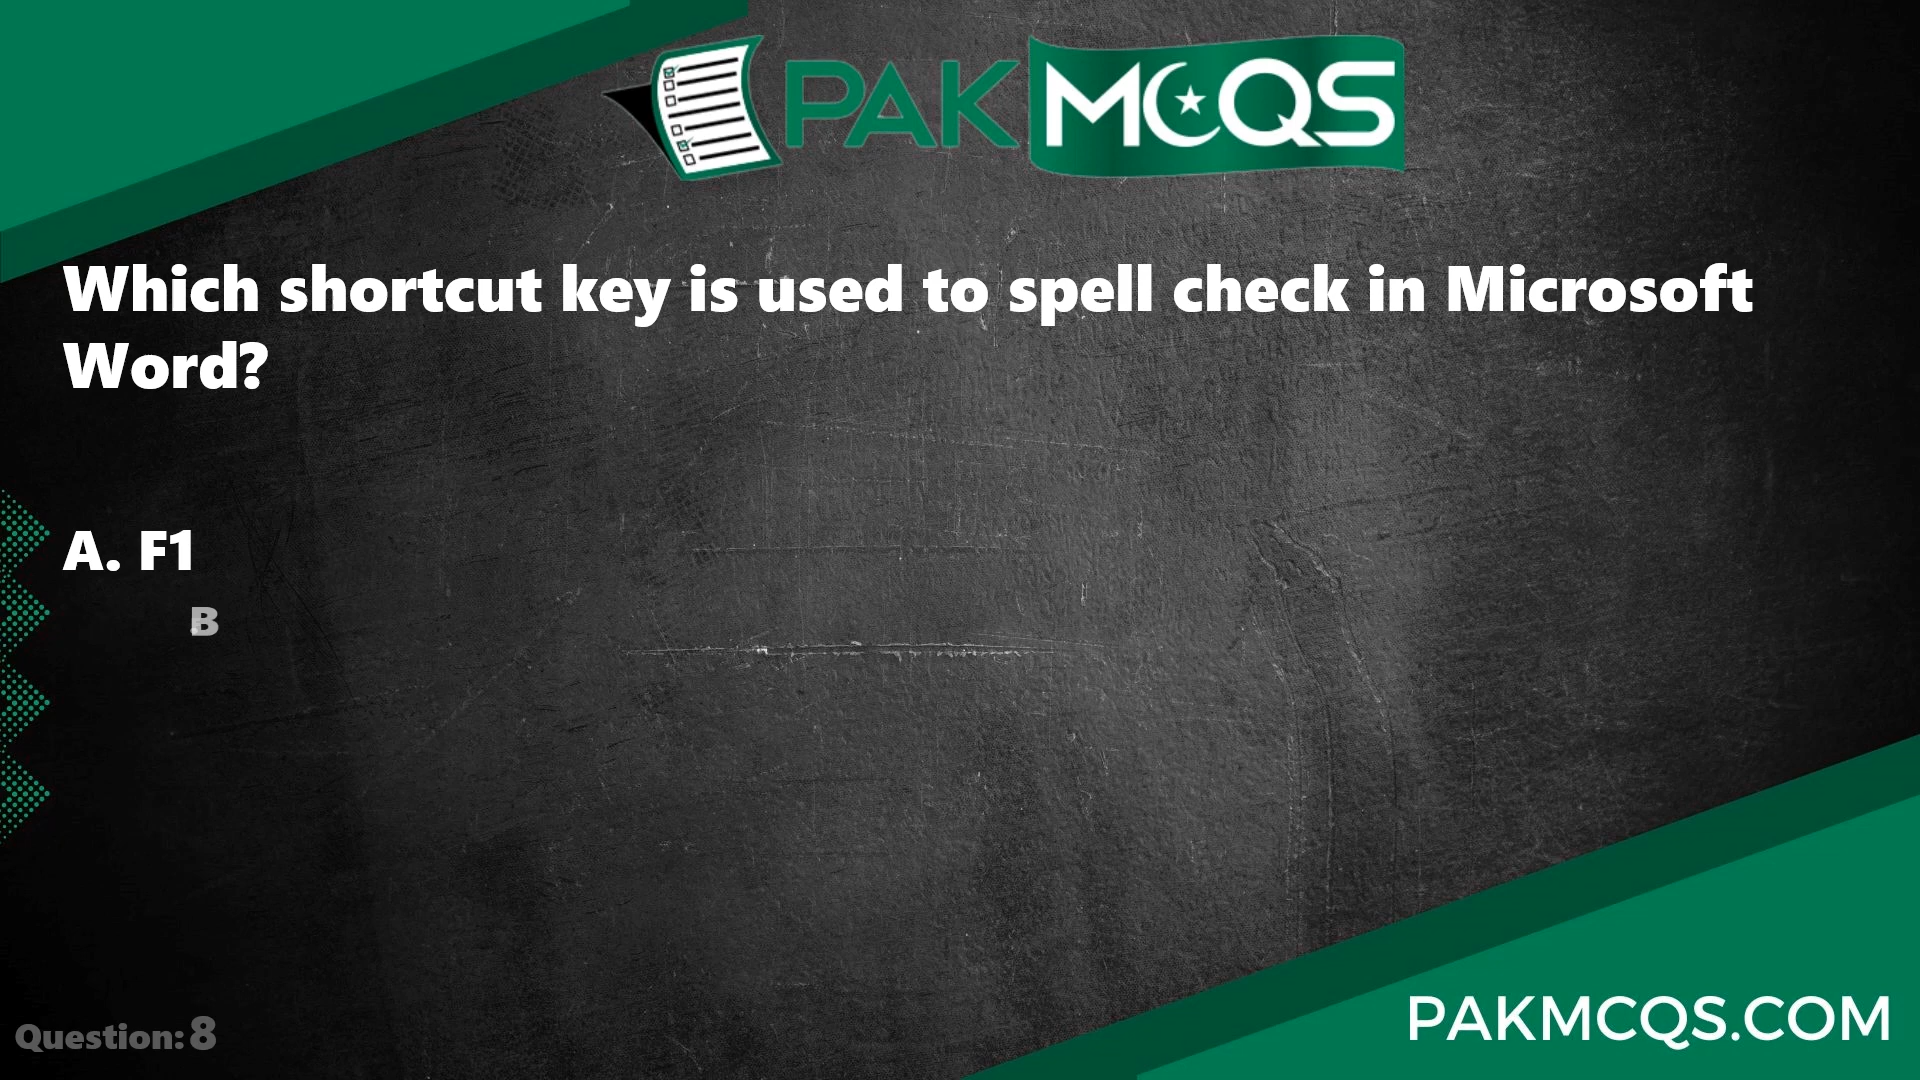 PAKMCQS
Which shortcut key is used to spell check in Microsoft
Word?
A. F1
B
Question: 8
PAKMCQS.COM